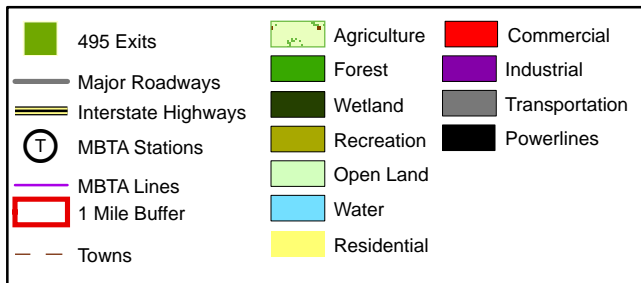 495 Exits
Major Roadways
Interstate Highways
T MBTA Stations
MBTA Lines
1 Mile Buffer
Towns
Agriculture
Forest
Wetland
Recreation
Open Land
Water
Residential
Commercial
Industrial
Transportation
Powerlines